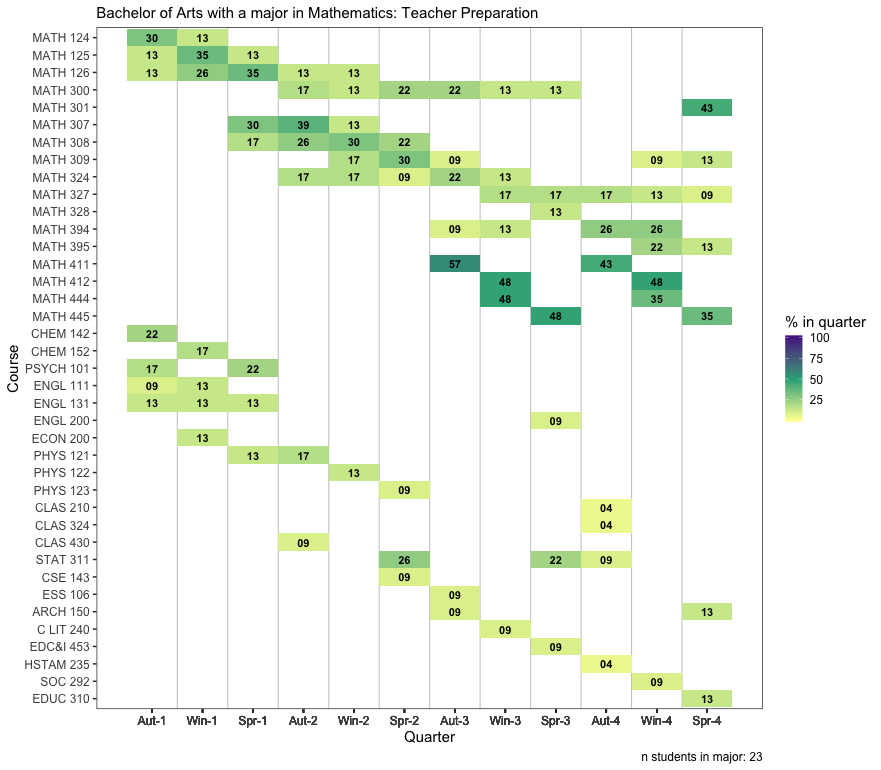 Bachelor of Arts with a major in Mathematics: Teacher Preparation
MATH 124 30 13
MATH 125 13 35 13
MATH 126 13 26 35 13 13
MATH 300 17 13 22 22 13 13
MATH 301 43
MATH 307 30 39 13
MATH 308 17 26 30 22
MATH 309 17 30 09 09 13
MATH 324 17 17 09 22 13
MATH 327 17 17 17 13 09
MATH 328 13
MATH 394 09 13 26 26
MATH 395 22 13
MATH 411 57 43
MATH 412 48 48
MATH 444 48 35
MATH 445 48 35
CHEM 142 22
CHEM 152 17
PSYCH 101 17 22
ENGL 111 09 13
ENGL 131 13 13 13
ENGL 200 09
ECON 200 13
PHYS 121 13 17
PHYS 122 13
PHYS 123 09
CLAS 210 04
CLAS 324 04
CLAS 430 09
STAT 311 26 22 09
CSE 143 09
ESS 106 09
ARCH 150 09 13
C LIT 240 09
EDC&I 453 09
HSTAM 235 04
SOC 292 09
EDUC 310 13
Aut-1 Win-1 Spr-1 Aut-2 Win-2 Spr-2 Aut-3 Win-3 Spr-3 Aut-4 Win-4 Spr-4
Quarter
Course
% in quarter
100
75
50
25
n students in major: 23